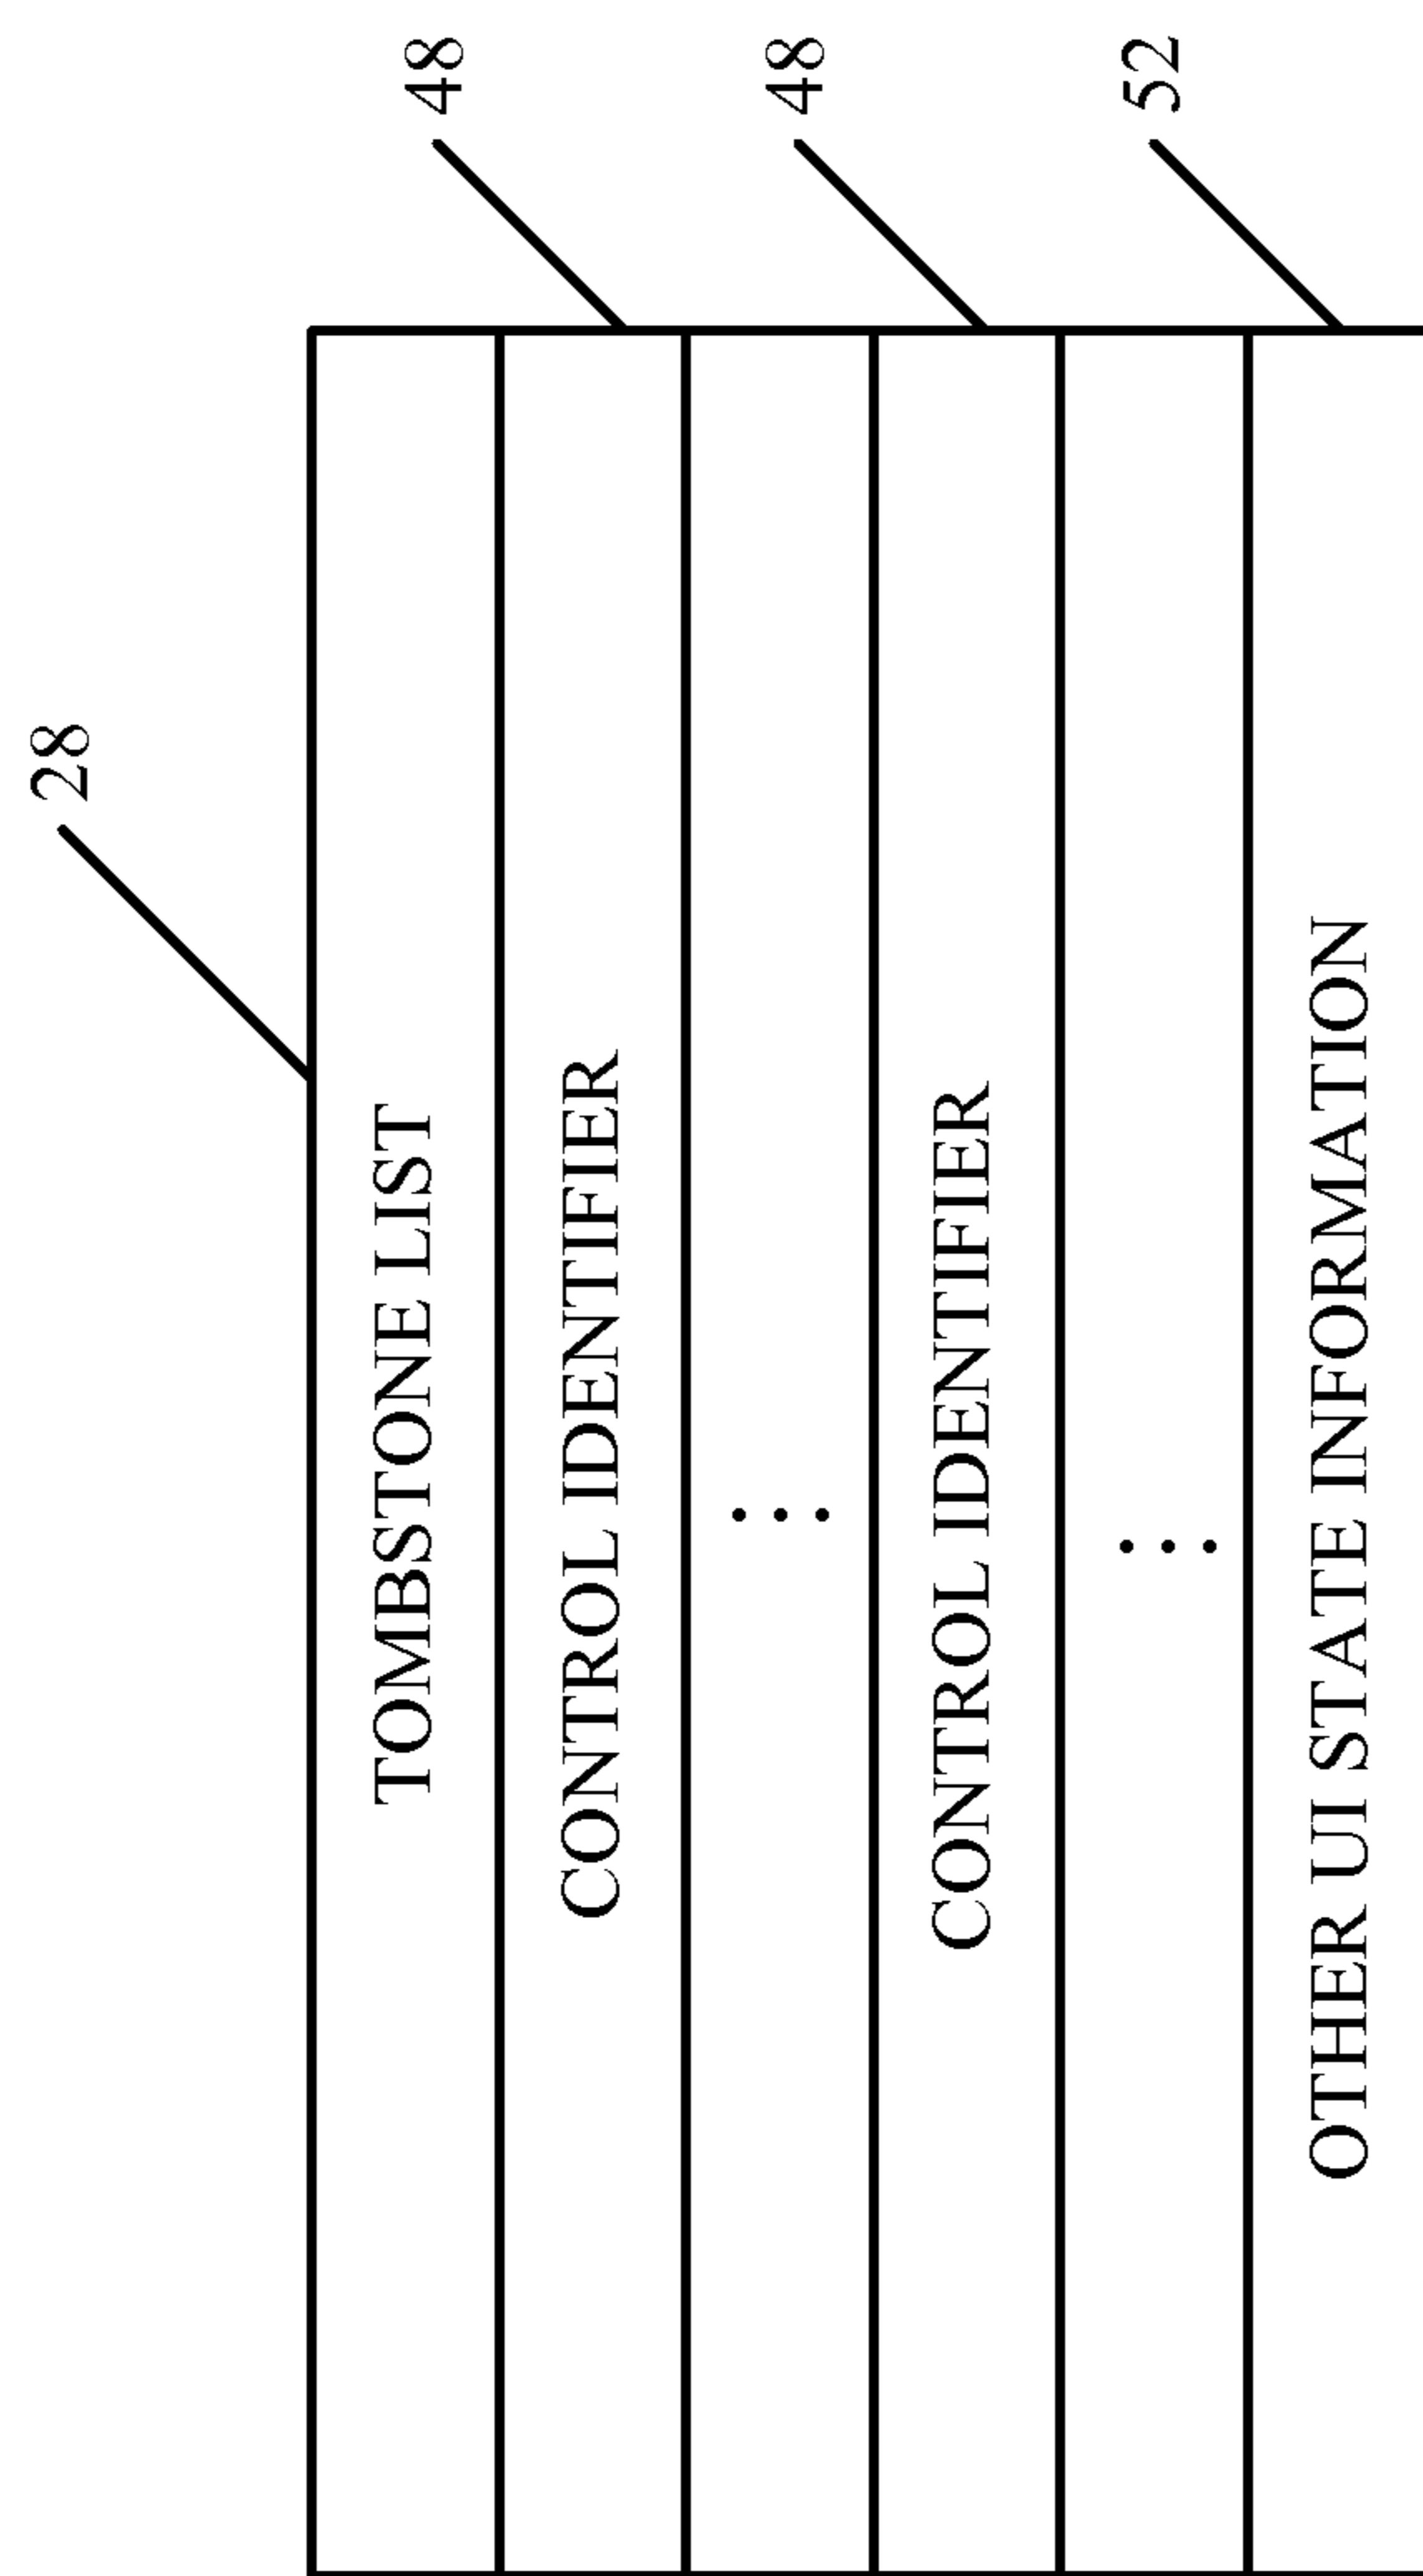 28
TOMBSTONE LIST
CONTROL IDENTIFIER
48
⋮
CONTROL IDENTIFIER
48
⋮
OTHER UI STATE INFORMATION
52